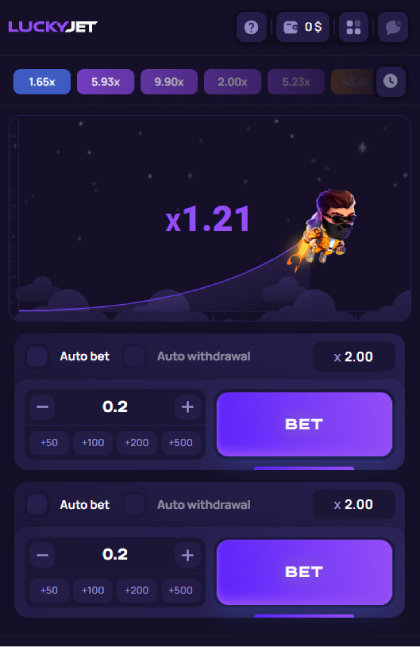 LUCKYJET
0 $
1.65x 5.93x 9.90x 2.00x 5.23x
x1.21
Auto bet Auto withdrawal x 2.00
0.2
BET
+50 +100 +200 +500
Auto bet Auto withdrawal x 2.00
0.2
BET
+50 +100 +200 +500